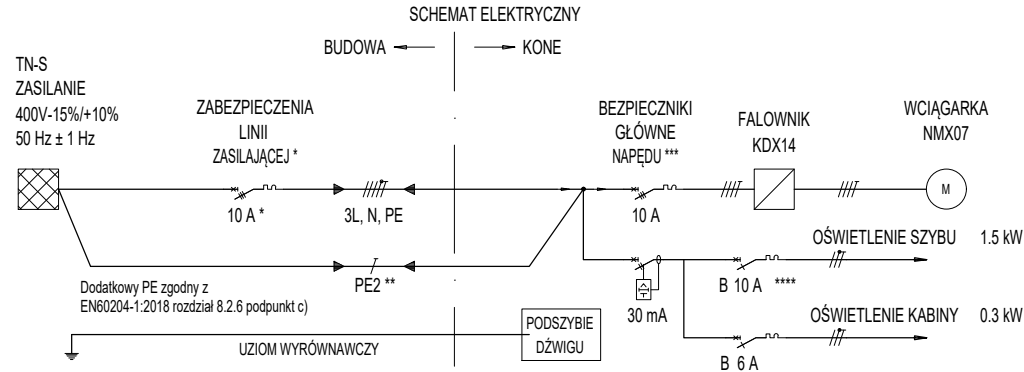 SCHEMAT ELEKTRYCZNY
BUDOWA
KONE
TN-S
ZASILANIE
400V-15%/+10%
50 Hz ± 1 Hz
ZABEZPIECZENIA
LINII
ZASILAJĄCEJ *
10 A *
3L, N, PE
BEZPIECZNIKI
GŁÓWNE
NAPĘDU ***
10 A
FALOWNIK
KDX14
WCIĄGARKA
NMX07
M
OŚWIETLENIE SZYBU 1.5 kW
B 10 A ****
30 mA
OŚWIETLENIE KABINY 0.3 kW
B 6 A
PE2 **
Dodatkowy PE zgodny z
EN60204-1:2018 rozdział 8.2.6 podpunkt c)
UZIOM WYRÓWNAWCZY
PODSZYBIE
DŹWIGU